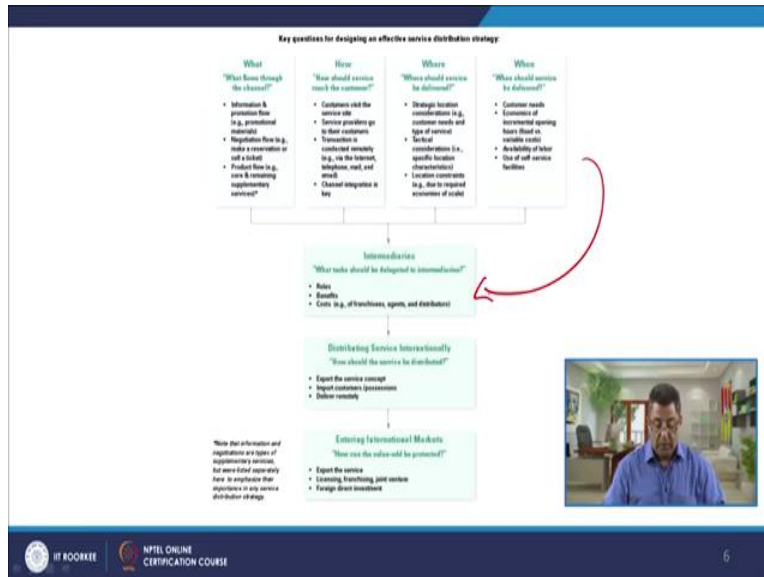 Key questions for designing an effective service distribution strategy:
What
"What flows through
the channel?"
• Information &
promotion flow
(e.g., promotional
materials)
• Negotiation flow (e.g.,
make a reservation or
sell a ticket)
• Product flow (e.g.,
core & remaining
supplementary
services)*
How
"How should service
reach the customer?"
• Customers visit the
service site
• Service providers go
to their customers
• Transaction is
conducted remotely
(e.g., via the Internet,
telephone, mail, and
email)
• Channel integration is
key
Where
"Where should service
be delivered?"
• Strategic location
considerations (e.g.,
customer needs and
type of service)
• Tactical
considerations (i.e.,
specific location
characteristics)
• Location constraints
(e.g., due to required
economies of scale)
When
"When should service
be delivered?"
• Customer needs
• Economics of
incremental opening
hours (fixed vs.
variable costs)
• Availability of labor
• Use of self-service
facilities
Intermediaries
"What tasks should be delegated to intermediaries?"
• Roles
• Benefits
• Costs (e.g., of franchisees, agents, and distributors)
Distributing Service Internationally
"How should the service be distributed?"
• Export the service concept
• Import customers/possessions
• Deliver remotely
Entering International Markets
"How can the value-add be protected?"
• Export the service
• Licensing, franchising, joint venture
• Foreign direct investment
*Note that information and
negotiations are types of
supplementary services,
but were listed separately
here to emphasize their
importance in any service
distribution strategy.
IIT ROORKEE
NPTEL ONLINE
CERTIFICATION COURSE
6